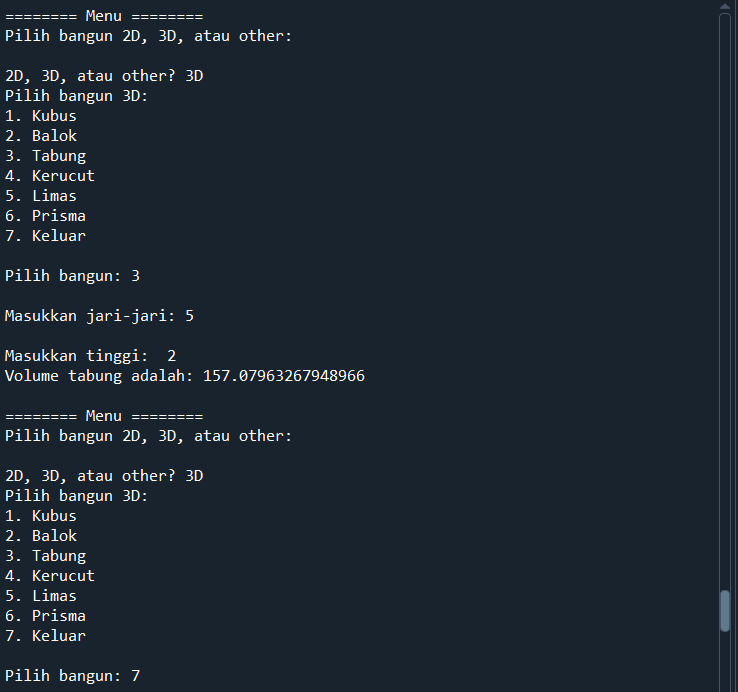 ======== Menu ========
Pilih bangun 2D, 3D, atau other:
2D, 3D, atau other? 3D
Pilih bangun 3D:
1. Kubus
2. Balok
3. Tabung
4. Kerucut
5. Limas
6. Prisma
7. Keluar
Pilih bangun: 3
Masukkan jari-jari: 5
Masukkan tinggi:  2
Volume tabung adalah: 157.07963267948966
======== Menu ========
Pilih bangun 2D, 3D, atau other:
2D, 3D, atau other? 3D
Pilih bangun 3D:
1. Kubus
2. Balok
3. Tabung
4. Kerucut
5. Limas
6. Prisma
7. Keluar
Pilih bangun: 7